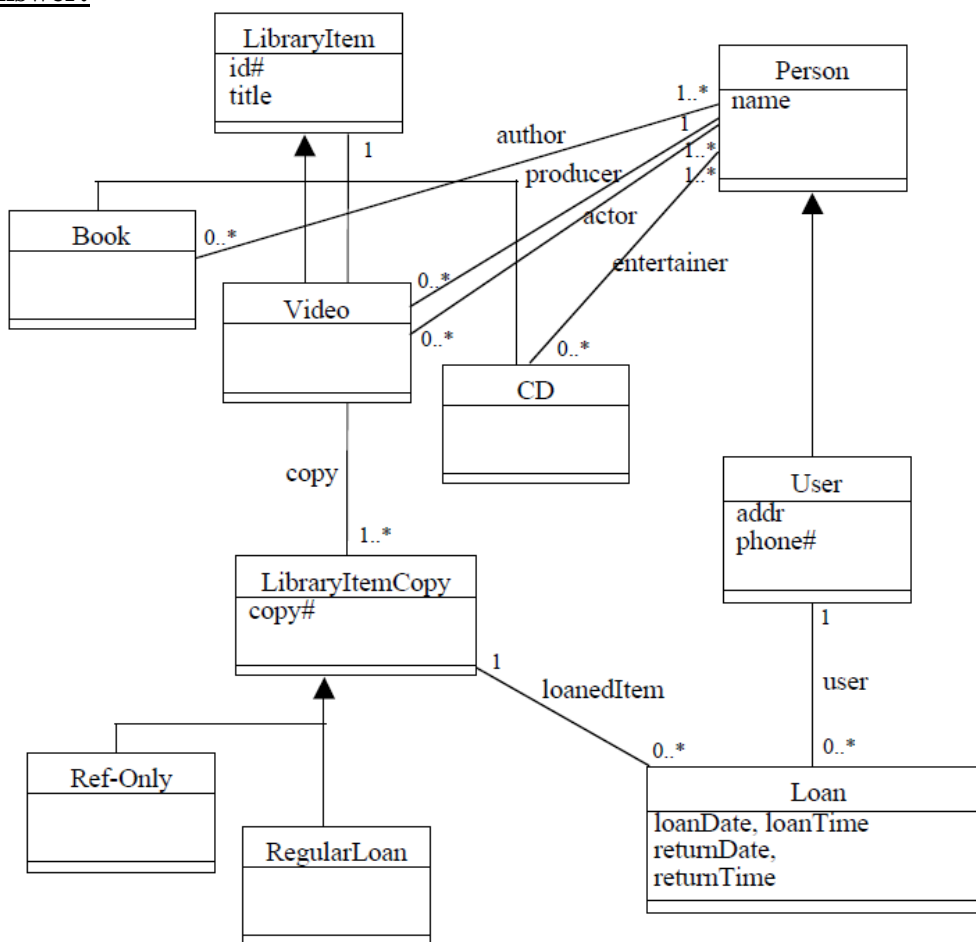 LibraryItem
id#
title
Person
name
1..*
1
1..*
1..*
1
author
producer
actor
entertainer
Book
0..*
Video
0..*
0..*
0..*
CD
copy
1..*
User
addr
phone#
LibraryItemCopy
copy#
1
loanedItem
0..*
1
user
0..*
Ref-Only
RegularLoan
Loan
loanDate, loanTime
returnDate,
returnTime